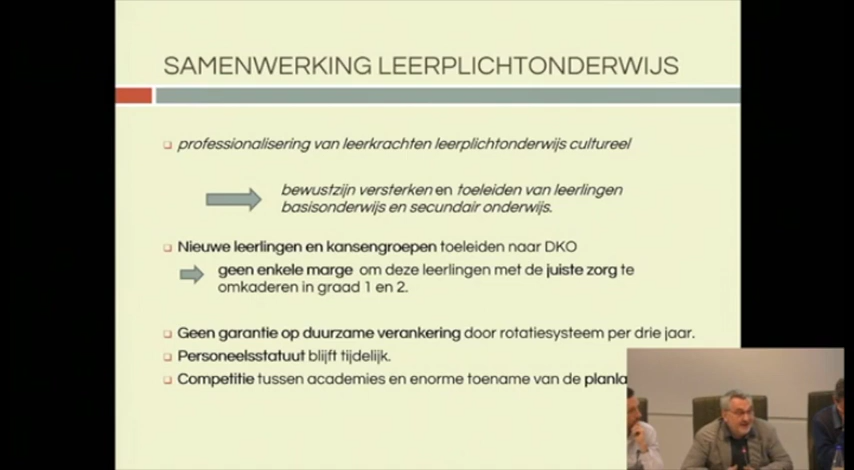 SAMENWERKING LEERPLICHTONDERWIJS
professionalisering van leerkrachten leerplichtonderwijs cultureel
bewustzijn versterken en toeleiden van leerlingen
basisonderwijs en secundair onderwijs.
Nieuwe leerlingen en kansengroepen toeleiden naar DKO
geen enkele marge om deze leerlingen met de juiste zorg te
omkaderen in graad 1 en 2.
Geen garantie op duurzame verankering door rotatiesysteem per drie jaar.
Personeelsstatuut blijft tijdelijk.
Competitie tussen academies en enorme toename van de